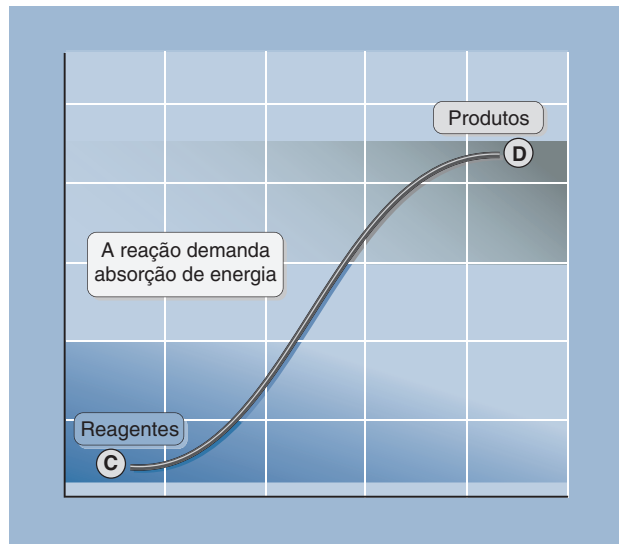 Produtos
D
A reação demanda
absorção de energia
Reagentes
C